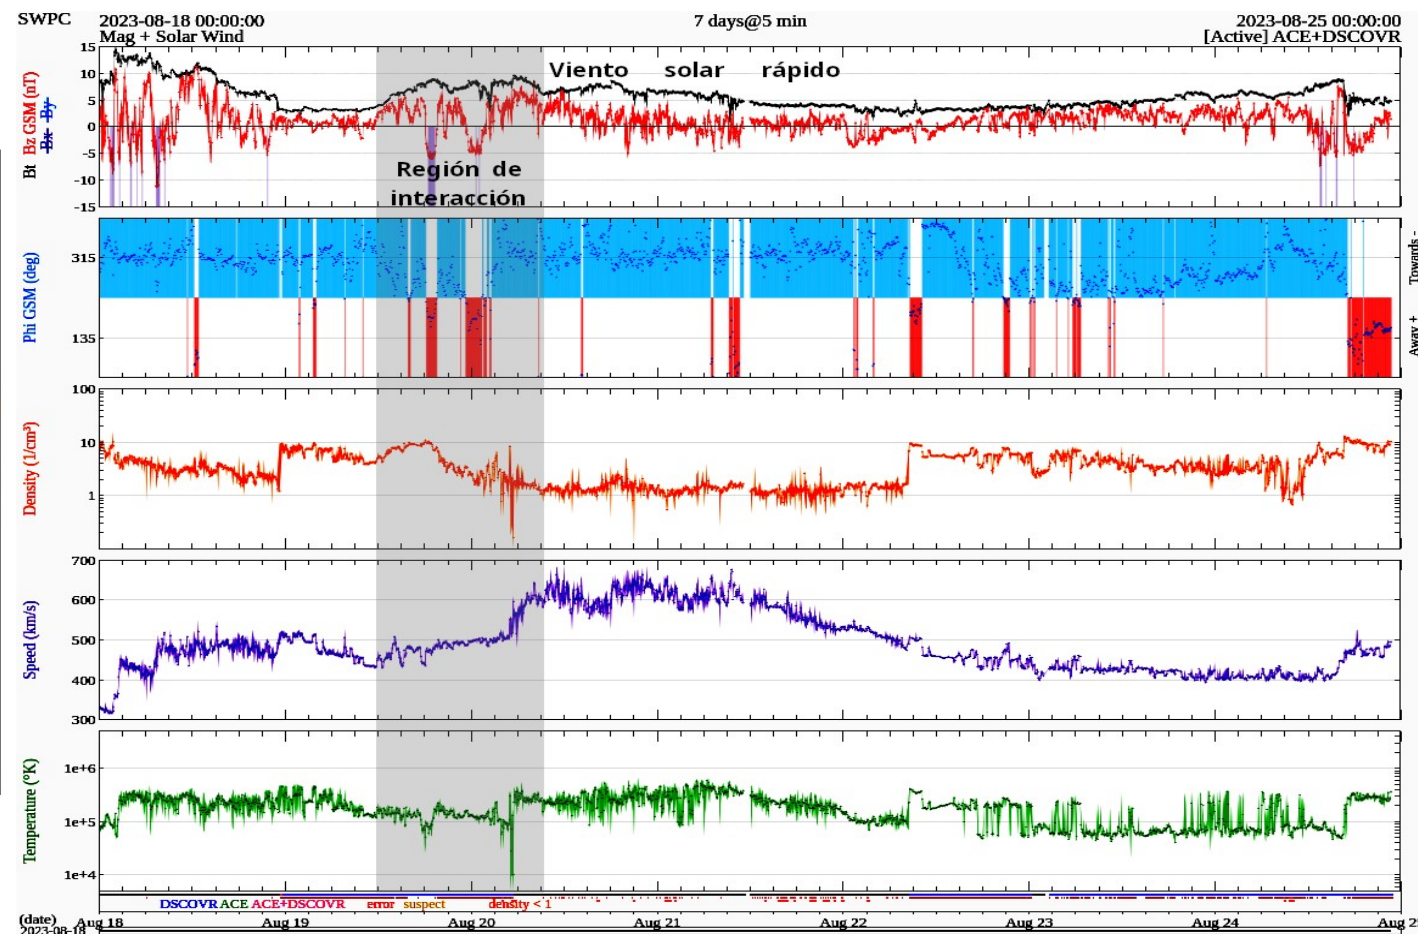 SWPC 2023-08-18 00:00:00 7 days@5 min 2023-08-25 00:00:00
Mag + Solar Wind [Active] ACE+DSCOVR
Bt Bz GSM (nT)
Bx By
15
10
5
0
-5
-10
-15
Viento solar rápido
Región de
interacción
Phi GSM (deg)
315
135
Towards -
Away +
Density (1/cm³)
100
10
1
Speed (km/s)
700
600
500
400
300
Temperature (°K)
1e+6
1e+5
1e+4
DSCOVR ACE ACE+DSCOVR error suspect density < 1
(date) Aug 18 Aug 19 Aug 20 Aug 21 Aug 22 Aug 23 Aug 24 Aug 2
2023-08-18